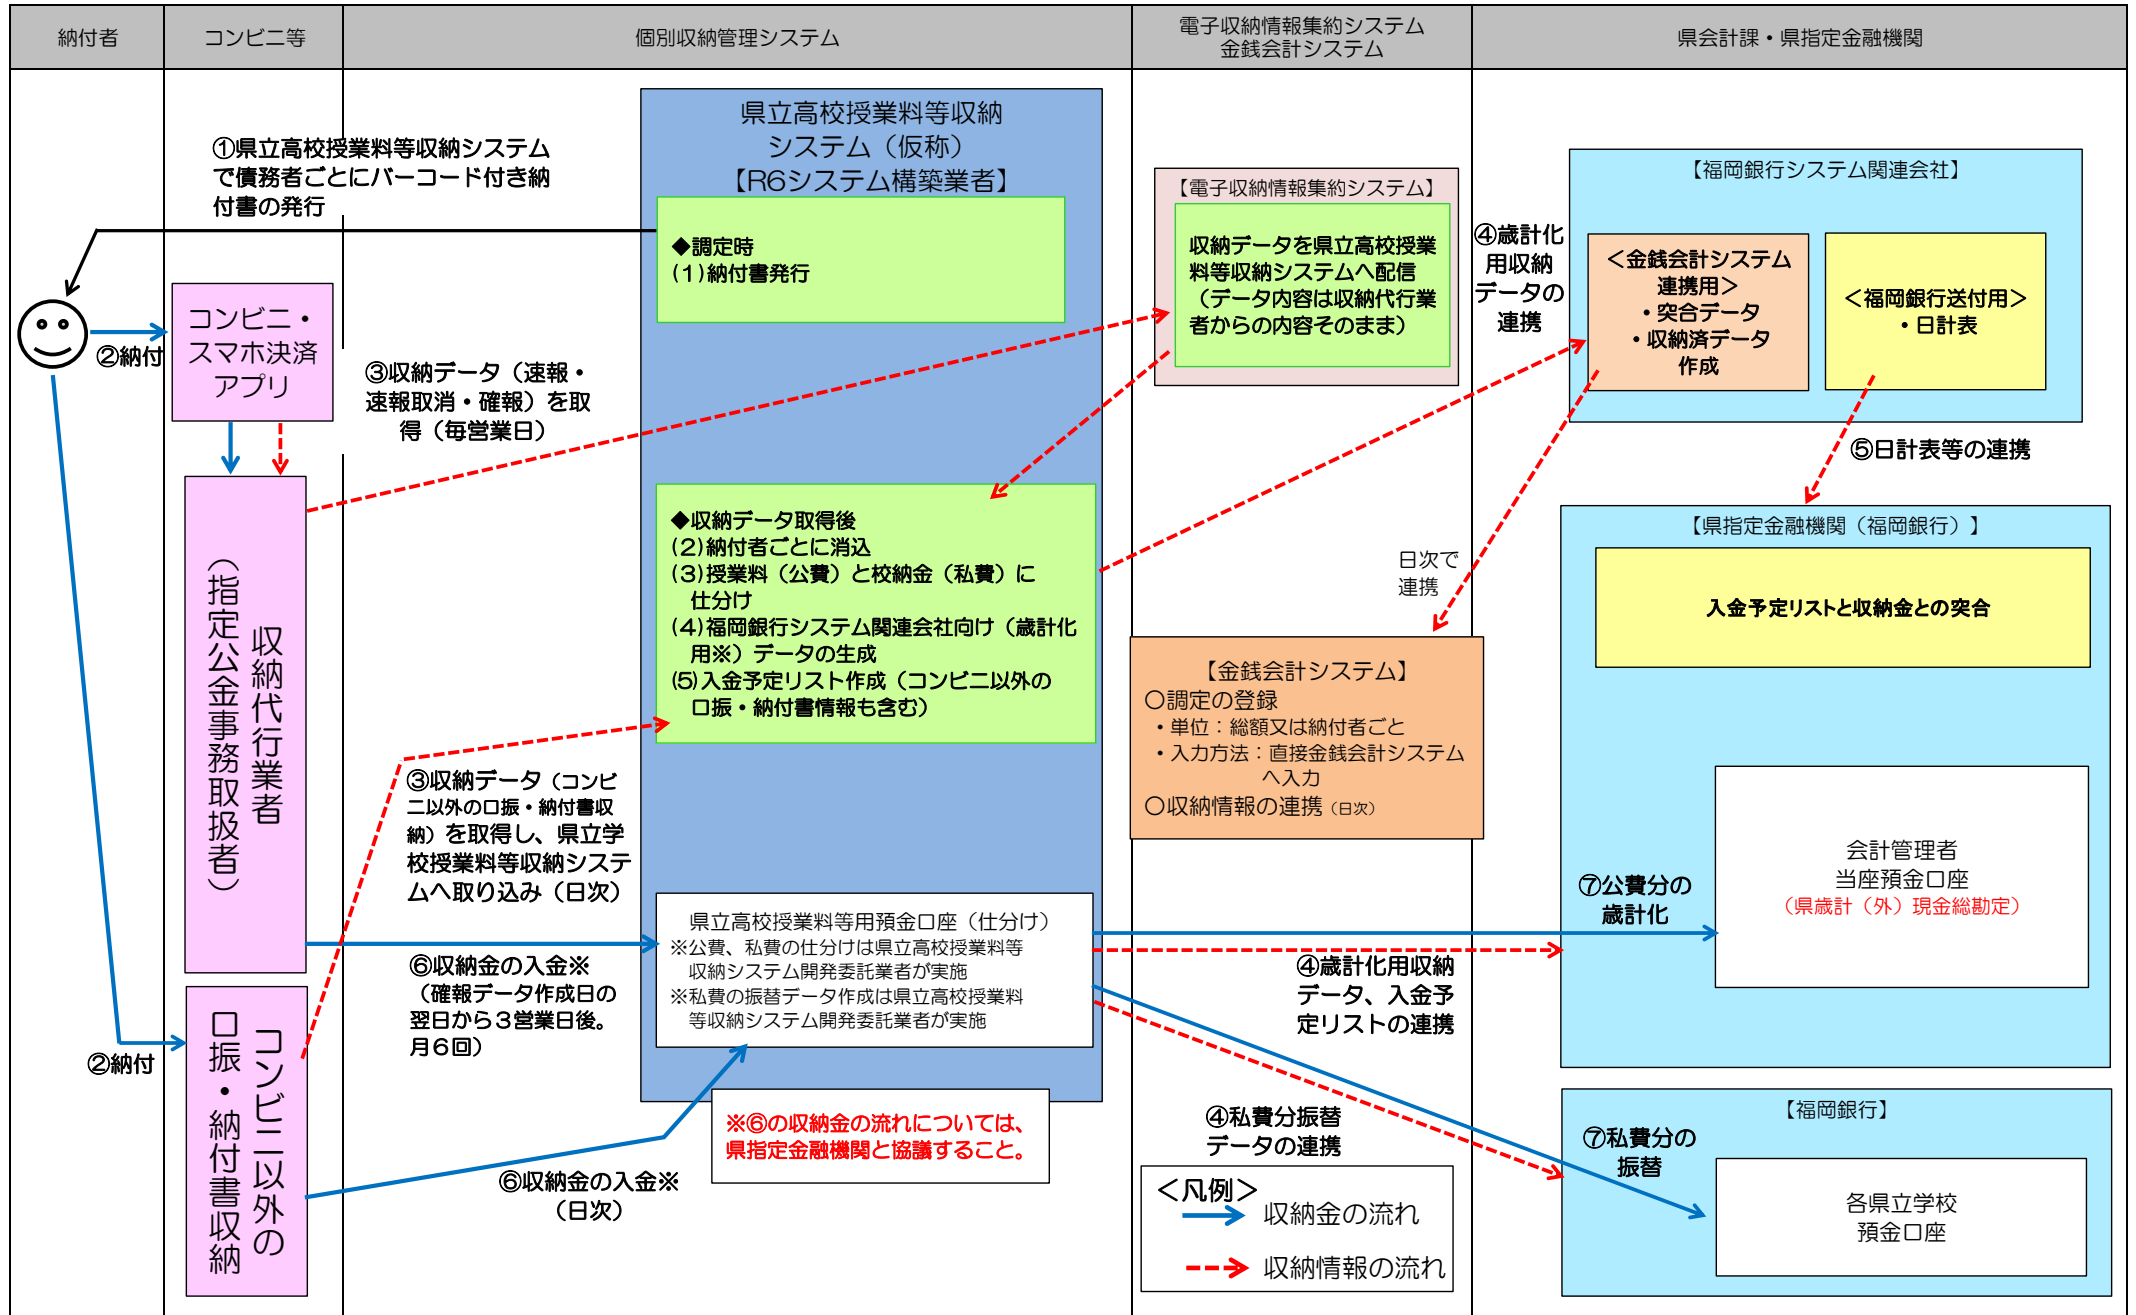 納付者
コンビニ等
個別収納管理システム
電子収納情報集約システム
金銭会計システム
県会計課・県指定金融機関
①県立高校授業料等収納システム
で債務者ごとにバーコード付き納
付書の発行
②納付
コンビニ・
スマホ決済
アプリ
③収納データ（速報・
速報取消・確報）を取
得（毎営業日）
収納代行業者
（指定公金事務取扱者）
②納付
コンビニ以外の
口振・納付書収納
③収納データ（コンビ
ニ以外の口振・納付書収
納）を取得し、県立学
校授業料等収納システ
ムへ取り込み（日次）
⑥収納金の入金※
（確報データ作成日の
翌日から３営業日後。
月６回）
⑥収納金の入金※
（日次）
県立高校授業料等収納
システム（仮称）
【R6システム構築業者】
◆調定時
(１)納付書発行
◆収納データ取得後
(２)納付者ごとに消込
(３)授業料（公費）と校納金（私費）に
仕分け
(４)福岡銀行システム関連会社向け（歳計化
用※）データの生成
(5)入金予定リスト作成（コンビニ以外の
口振・納付書情報も含む）
県立高校授業料等用預金口座（仕分け）
※公費、私費の仕分けは県立高校授業料等
収納システム開発委託業者が実施
※私費の振替データ作成は県立高校授業料
等収納システム開発委託業者が実施
※⑥の収納金の流れについては、
県指定金融機関と協議すること。
【電子収納情報集約システム】
収納データを県立高校授業
料等収納システムへ配信
（データ内容は収納代行業
者からの内容そのまま）
④歳計化
用収納
データの
連携
日次で
連携
【金銭会計システム】
〇調定の登録
・単位：総額又は納付者ごと
・入力方法：直接金銭会計システム
へ入力
〇収納情報の連携（日次）
④歳計化用収納
データ、入金予
定リストの連携
④私費分振替
データの連携
＜凡例＞
収納金の流れ
収納情報の流れ
【福岡銀行システム関連会社】
＜金銭会計システム
連携用＞
・突合データ
・収納済データ
作成
＜福岡銀行送付用＞
・日計表
⑤日計表等の連携
【県指定金融機関（福岡銀行）】
入金予定リストと収納金との突合
⑦公費分の
歳計化
会計管理者
当座預金口座
（県歳計（外）現金総勘定）
【福岡銀行】
⑦私費分の
振替
各県立学校
預金口座